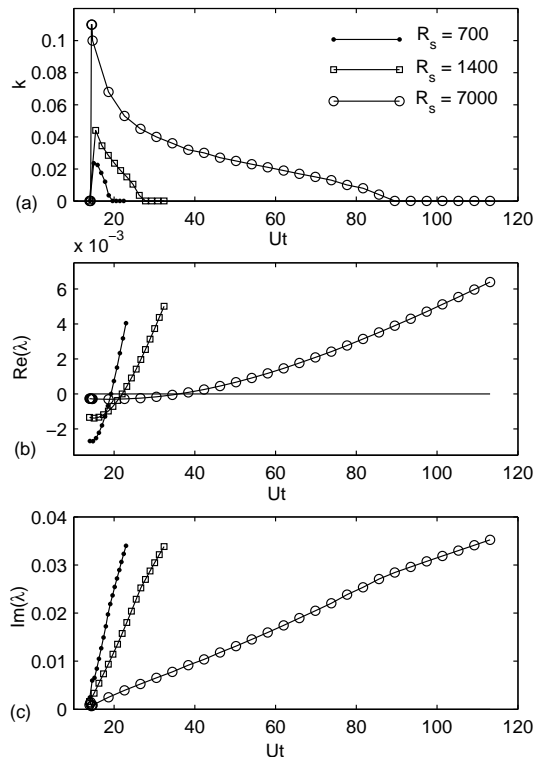 0.1
0.08
0.06
0.04
0.02
0
k
R_s = 700
R_s = 1400
R_s = 7000
(a)
20 40 60 80 100 120
Ut
x 10^−3
6
4
2
0
−2
Re(λ)
(b)
20 40 60 80 100 120
Ut
0.04
0.03
0.02
0.01
0
Im(λ)
(c)
20 40 60 80 100 120
Ut